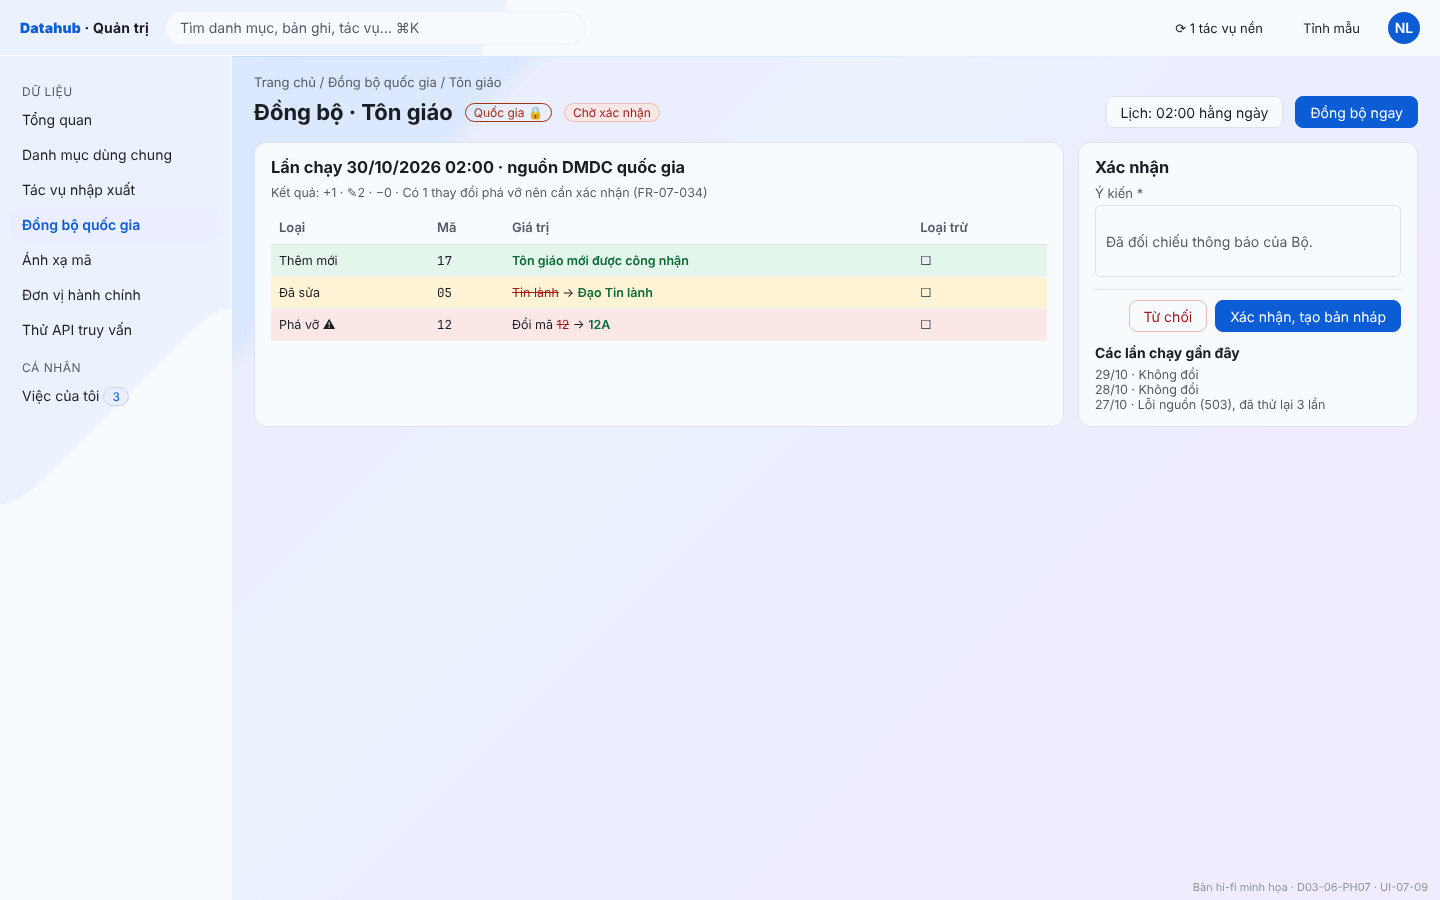 Datahub · Quản trị
Tìm danh mục, bản ghi, tác vụ... ⌘K
⟳ 1 tác vụ nền
Tỉnh mẫu
NL
DỮ LIỆU
Tổng quan
Danh mục dùng chung
Tác vụ nhập xuất
Đồng bộ quốc gia
Ánh xạ mã
Đơn vị hành chính
Thử API truy vấn
CÁ NHÂN
Việc của tôi 3
Trang chủ / Đồng bộ quốc gia / Tôn giáo
Đồng bộ · Tôn giáo
Quốc gia 🔒
Chờ xác nhận
Lịch: 02:00 hằng ngày
Đồng bộ ngay
Lần chạy 30/10/2026 02:00 · nguồn DMDC quốc gia
Kết quả: +1 · ✎2 · −0 · Có 1 thay đổi phá vỡ nên cần xác nhận (FR-07-034)
Loại Mã Giá trị Loại trừ
Thêm mới 17 Tôn giáo mới được công nhận ☐
Đã sửa 05 Tin lành → Đạo Tin lành ☐
Phá vỡ ⚠ 12 Đổi mã 12 → 12A ☐
Xác nhận
Ý kiến *
Đã đối chiếu thông báo của Bộ.
Từ chối
Xác nhận, tạo bản nháp
Các lần chạy gần đây
29/10 · Không đổi
28/10 · Không đổi
27/10 · Lỗi nguồn (503), đã thử lại 3 lần
Bản hi-fi minh họa · D03-06-PH07 · UI-07-09